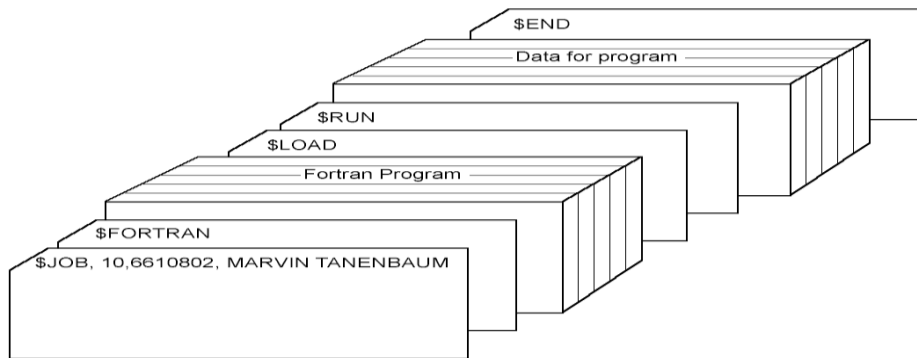 $END
Data for program
$RUN
$LOAD
Fortran Program
$FORTRAN
$JOB, 10,6610802, MARVIN TANENBAUM